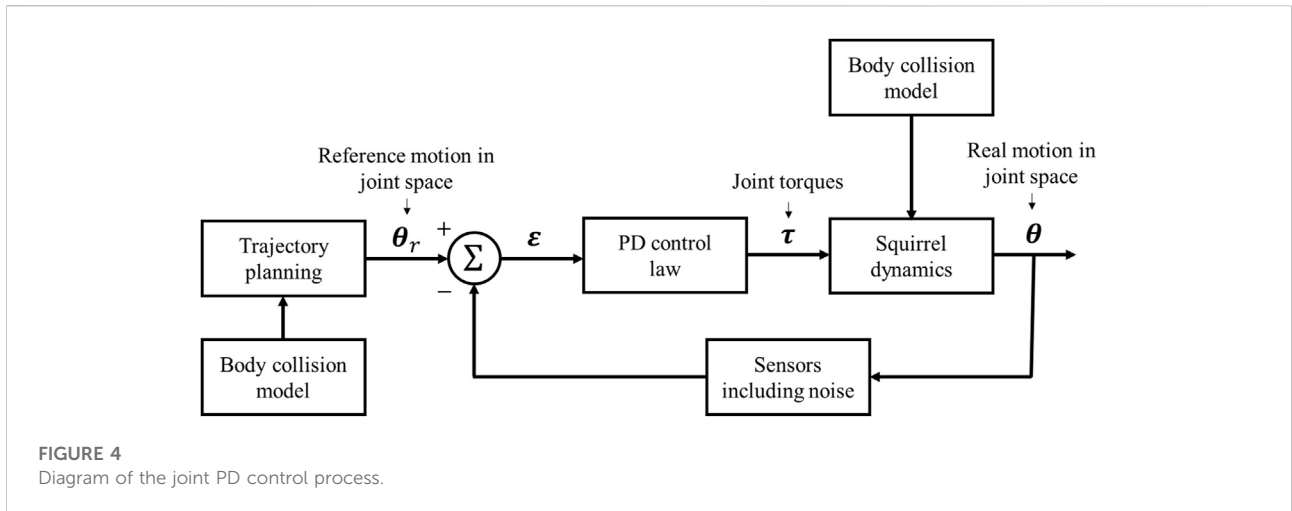 Body collision
model
Reference motion in
joint space
Joint torques
Real motion in
joint space
Trajectory
planning
θr
+
−
Σ
ε
PD control
law
τ
Squirrel
dynamics
θ
Body collision
model
Sensors
including noise
FIGURE 4
Diagram of the joint PD control process.